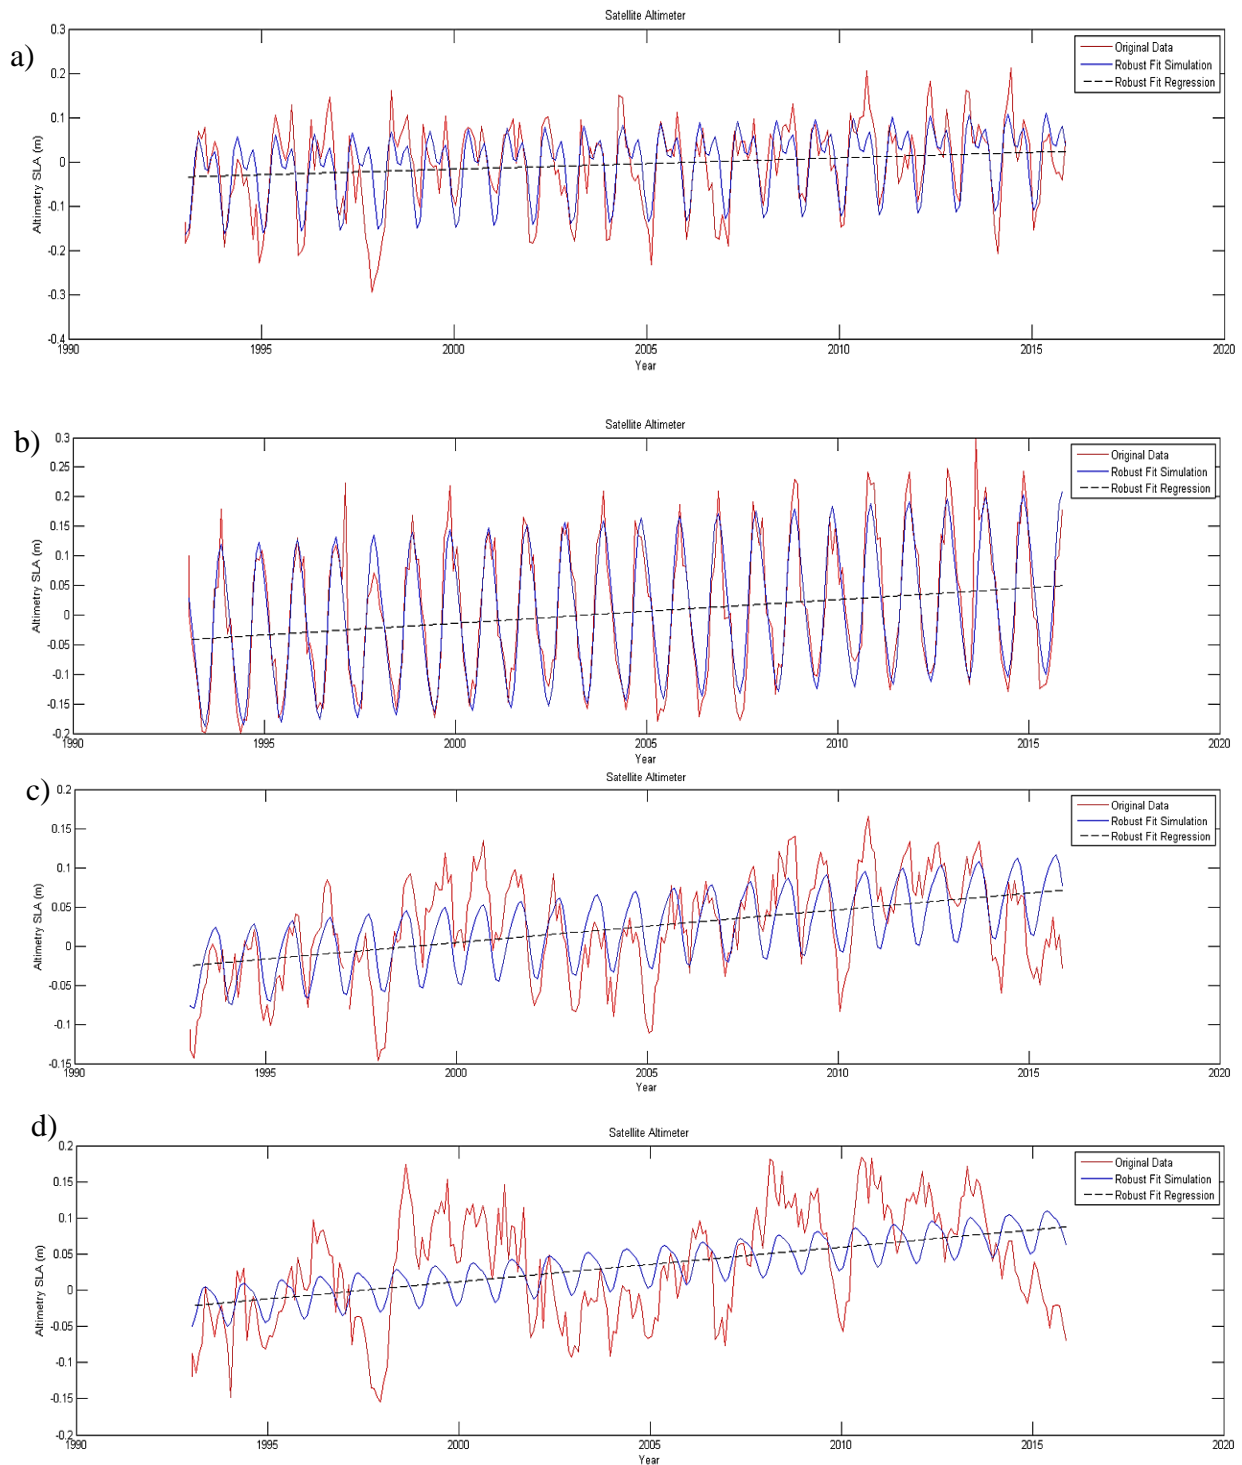 a)
Satellite Altimeter
Original Data
Robust Fit Simulation
Robust Fit Regression
Altimetry SLA (m)
0.3
0.2
0.1
0
-0.1
-0.2
-0.3
-0.4
1990 1995 2000 2005 2010 2015 2020
Year
b)
Satellite Altimeter
Original Data
Robust Fit Simulation
Robust Fit Regression
Altimetry SLA (m)
0.3
0.25
0.2
0.15
0.1
0.05
0
-0.05
-0.1
-0.15
-0.2
1990 1995 2000 2005 2010 2015 2020
Year
c)
Satellite Altimeter
Original Data
Robust Fit Simulation
Robust Fit Regression
Altimetry SLA (m)
0.2
0.15
0.1
0.05
0
-0.05
-0.1
-0.15
1990 1995 2000 2005 2010 2015 2020
Year
d)
Satellite Altimeter
Original Data
Robust Fit Simulation
Robust Fit Regression
Altimetry SLA (m)
0.2
0.15
0.1
0.05
0
-0.05
-0.1
-0.15
-0.2
1990 1995 2000 2005 2010 2015 2020
Year